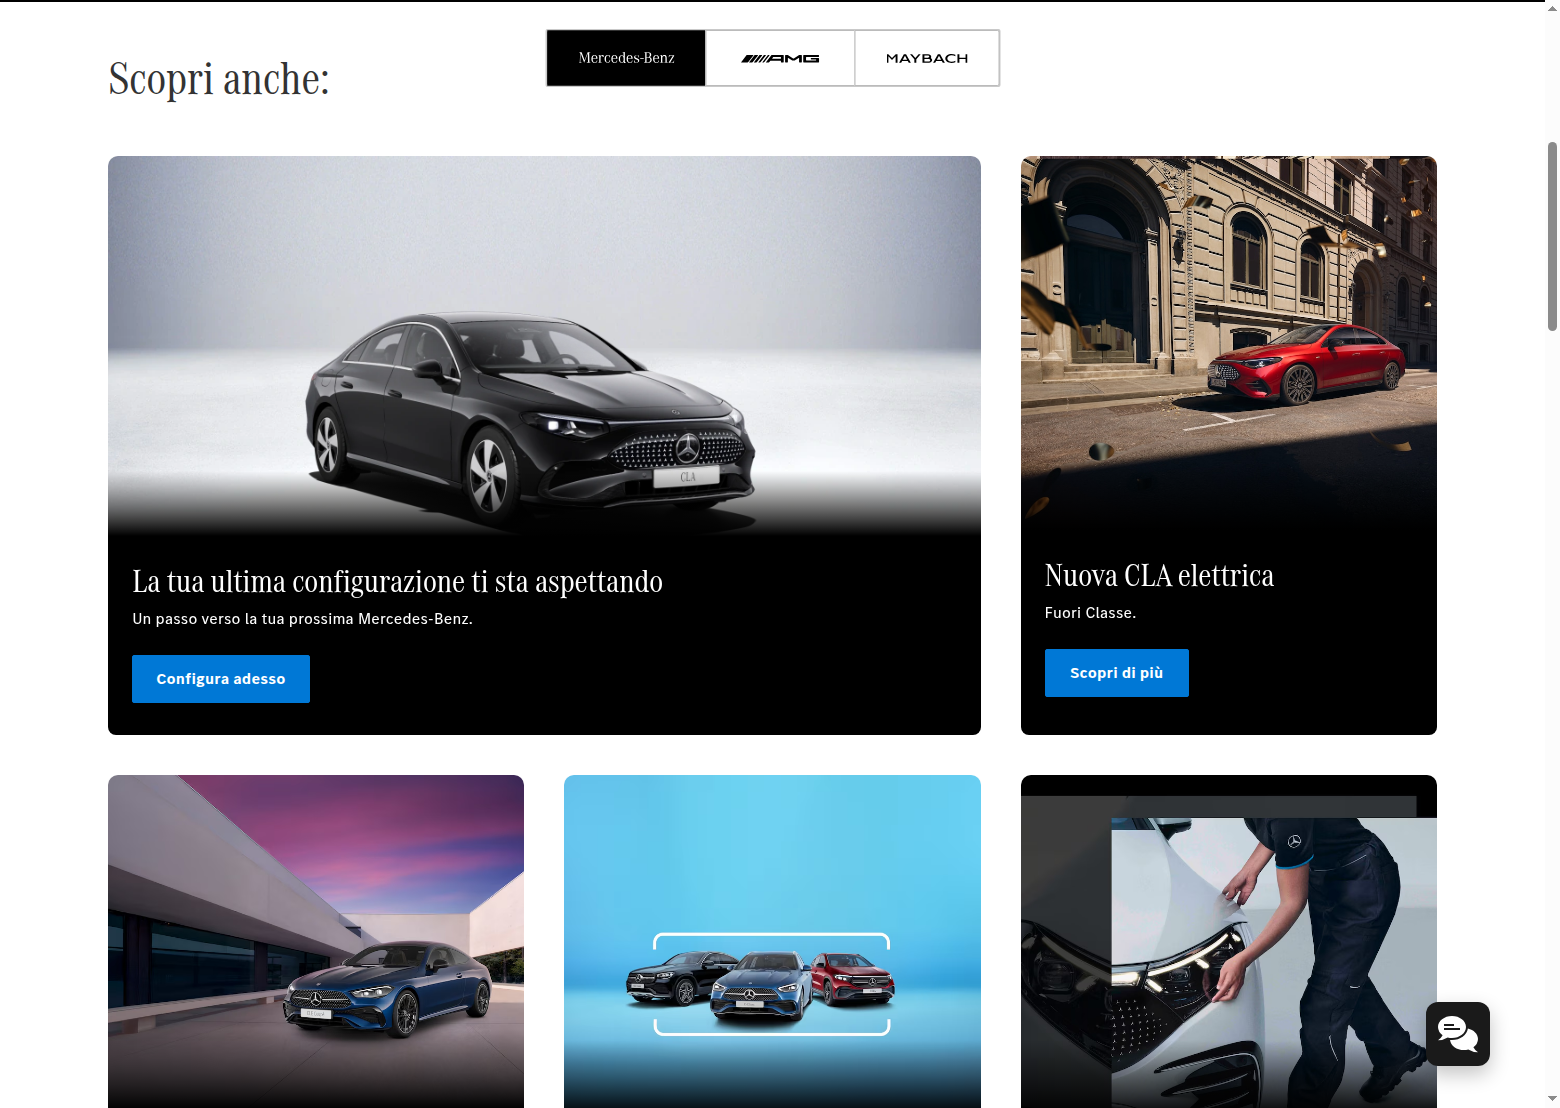 Scopri anche:
Mercedes-Benz
AMG
MAYBACH
CLA
La tua ultima configurazione ti sta aspettando
Un passo verso la tua prossima Mercedes-Benz.
Configura adesso
Nuova CLA elettrica
Fuori Classe.
Scopri di più